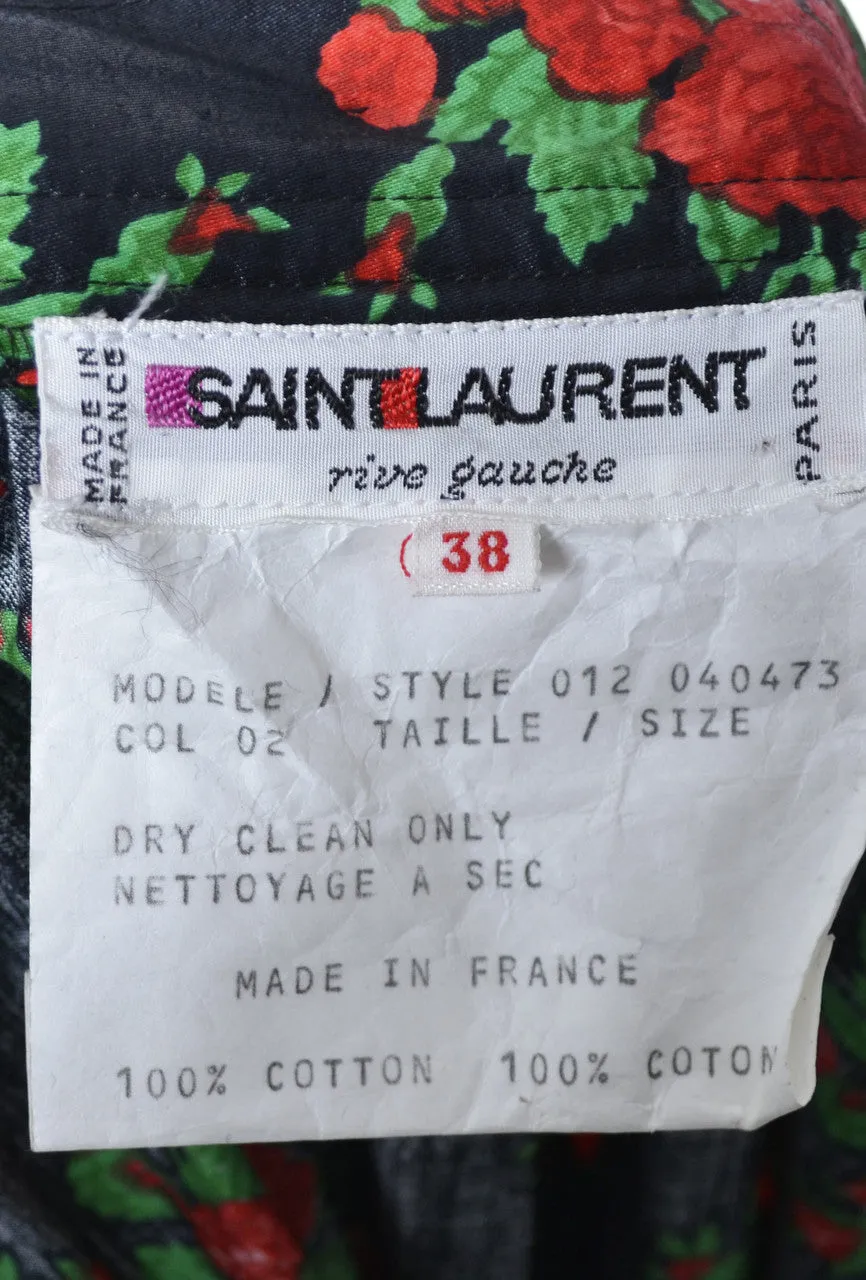 MADE IN
FRANCE
SAINT LAURENT
rive gauche
PARIS
38
MODELE / STYLE 012 040473
COL 02 TAILLE / SIZE
DRY CLEAN ONLY
NETTOYAGE A SEC
MADE IN FRANCE
100% COTTON 100% COTON